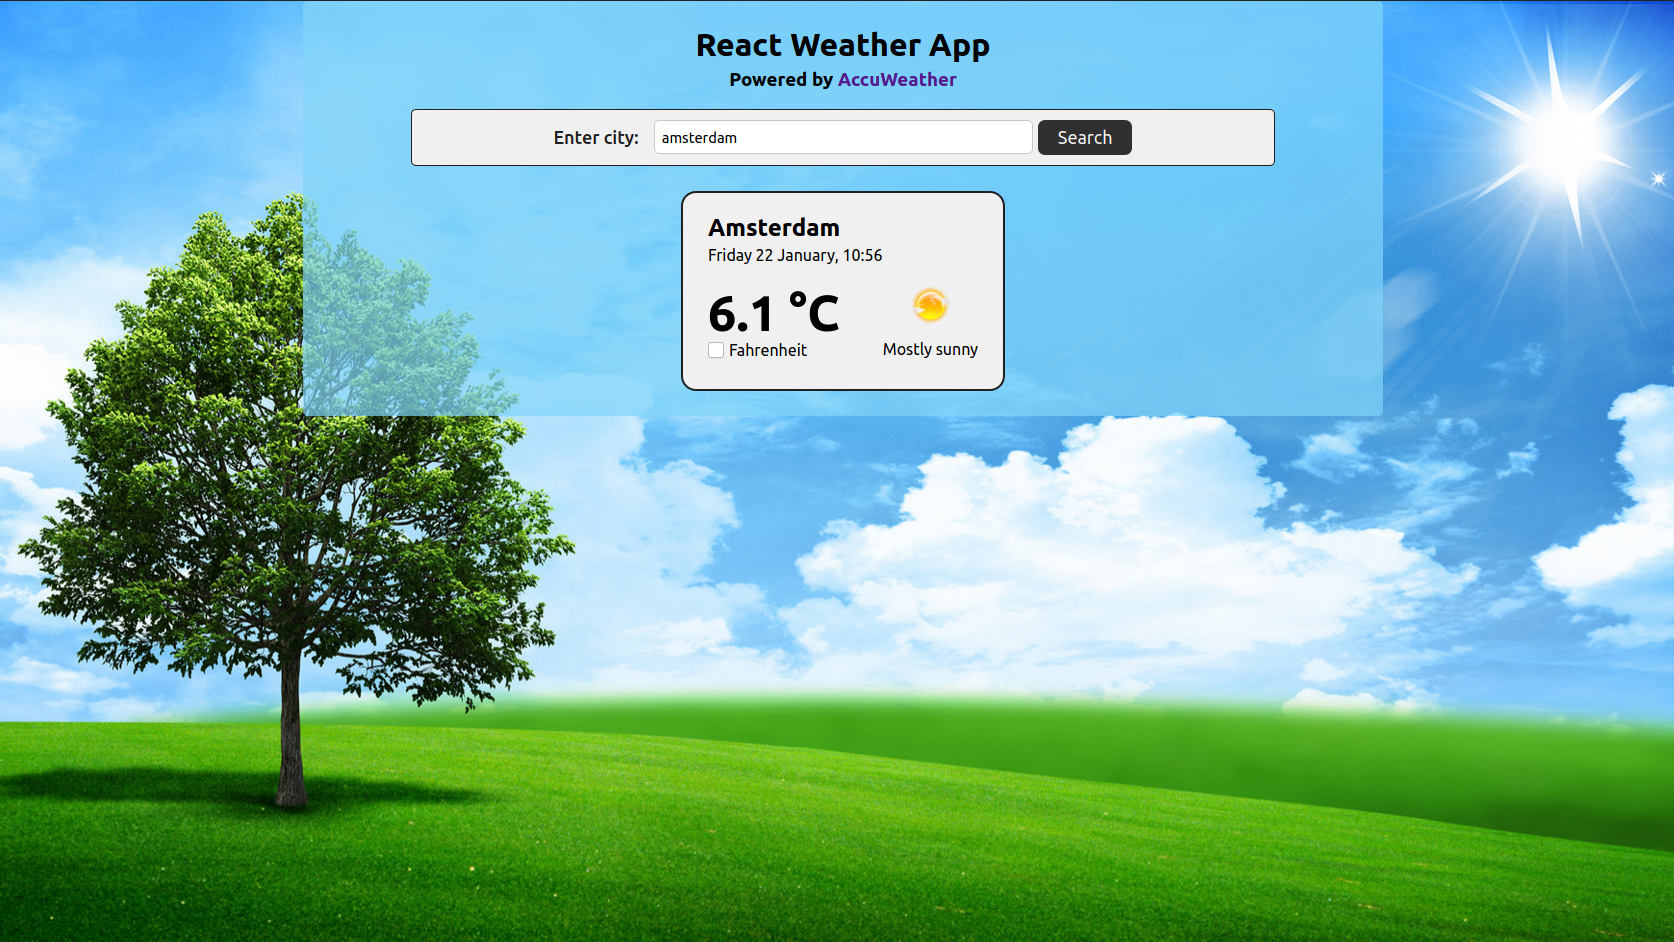 React Weather App
Powered by AccuWeather
Enter city: amsterdam Search
Amsterdam
Friday 22 January, 10:56
6.1 °C
Fahrenheit
Mostly sunny